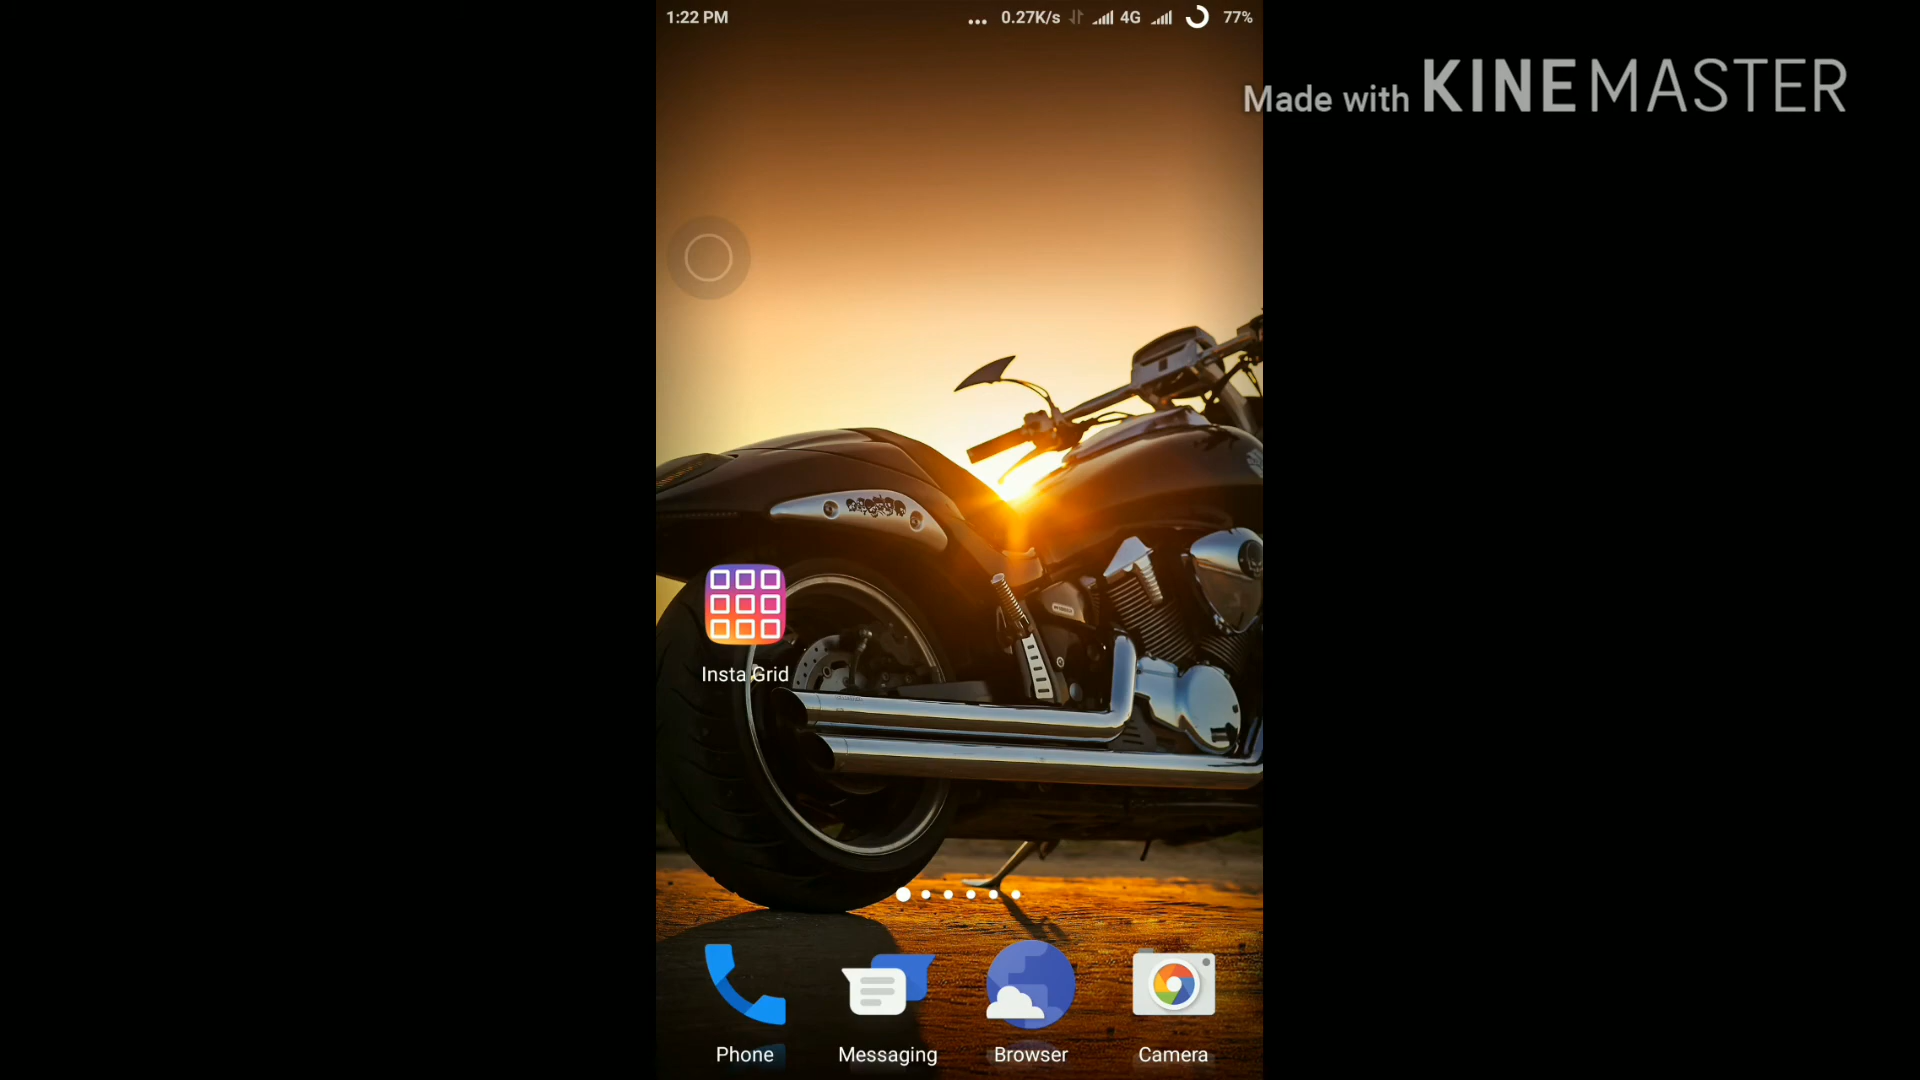 1:22 PM
... 0.27K/s 4G 77%
Made with KINEMASTER
Insta Grid
Phone
Messaging
Browser
Camera